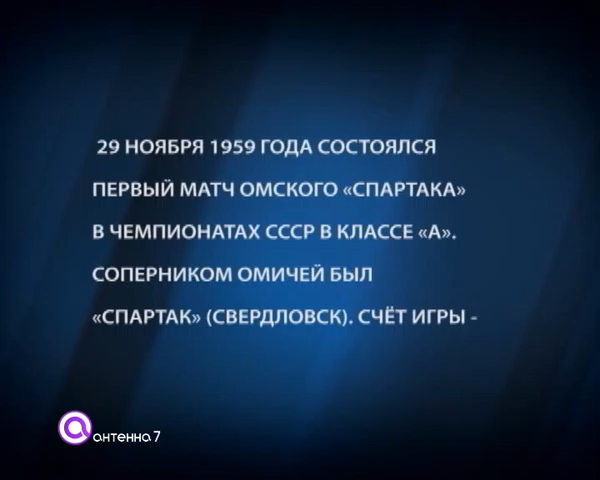 29 НОЯБРЯ 1959 ГОДА СОСТОЯЛСЯ
ПЕРВЫЙ МАТЧ ОМСКОГО «СПАРТАКА»
В ЧЕМПИОНАТАХ СССР В КЛАССЕ «А».
СОПЕРНИКОМ ОМИЧЕЙ БЫЛ
«СПАРТАК» (СВЕРДЛОВСК). СЧЁТ ИГРЫ -
антенна 7